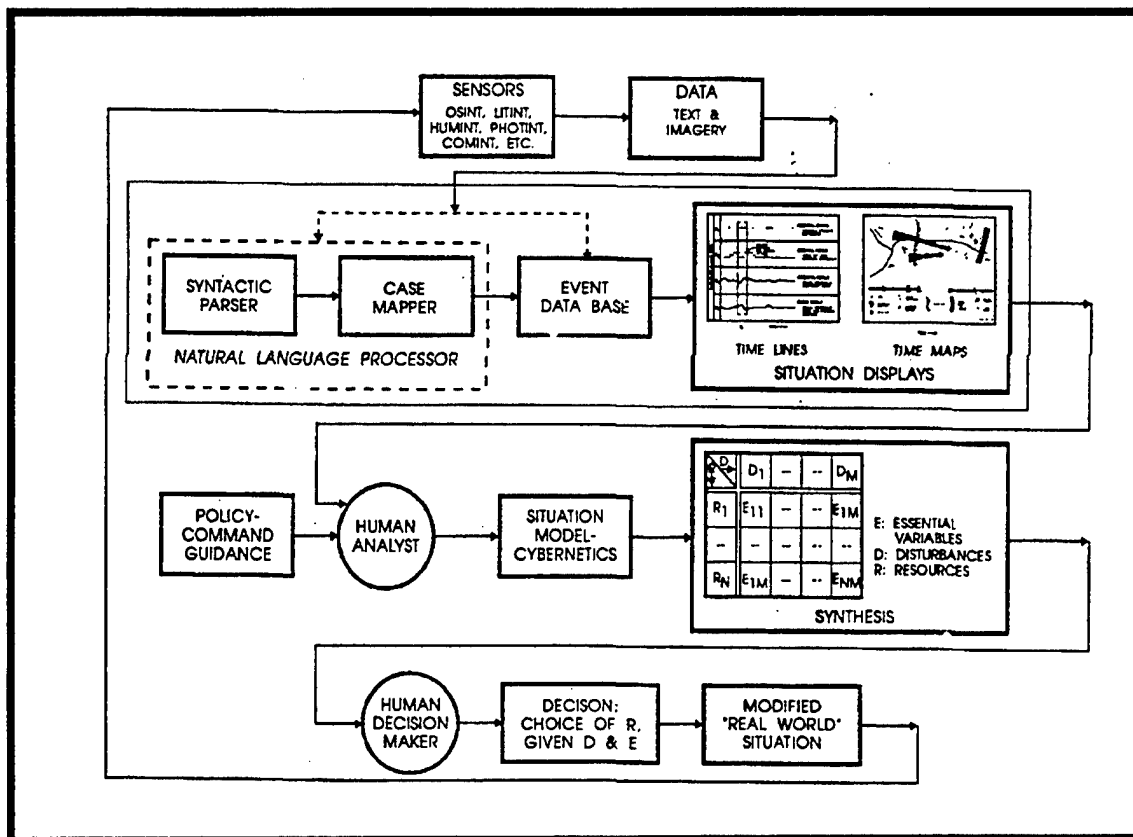 SENSORS
OSINT, LITINT,
HUMINT, PHOTINT,
COMINT, ETC.
DATA
TEXT &
IMAGERY
SYNTACTIC
PARSER
CASE
MAPPER
NATURAL LANGUAGE PROCESSOR
EVENT
DATA BASE
TIME LINES
TIME MAPS
SITUATION DISPLAYS
POLICY-
COMMAND
GUIDANCE
HUMAN
ANALYST
SITUATION
MODEL-
CYBERNETICS
D D1 -- -- DM
R1 E11 -- -- E1M
-- -- -- -- --
RN E1M -- -- ENM
E: ESSENTIAL
VARIABLES
D: DISTURBANCES
R: RESOURCES
SYNTHESIS
HUMAN
DECISION
MAKER
DECISON:
CHOICE OF R,
GIVEN D & E
MODIFIED
"REAL WORLD"
SITUATION